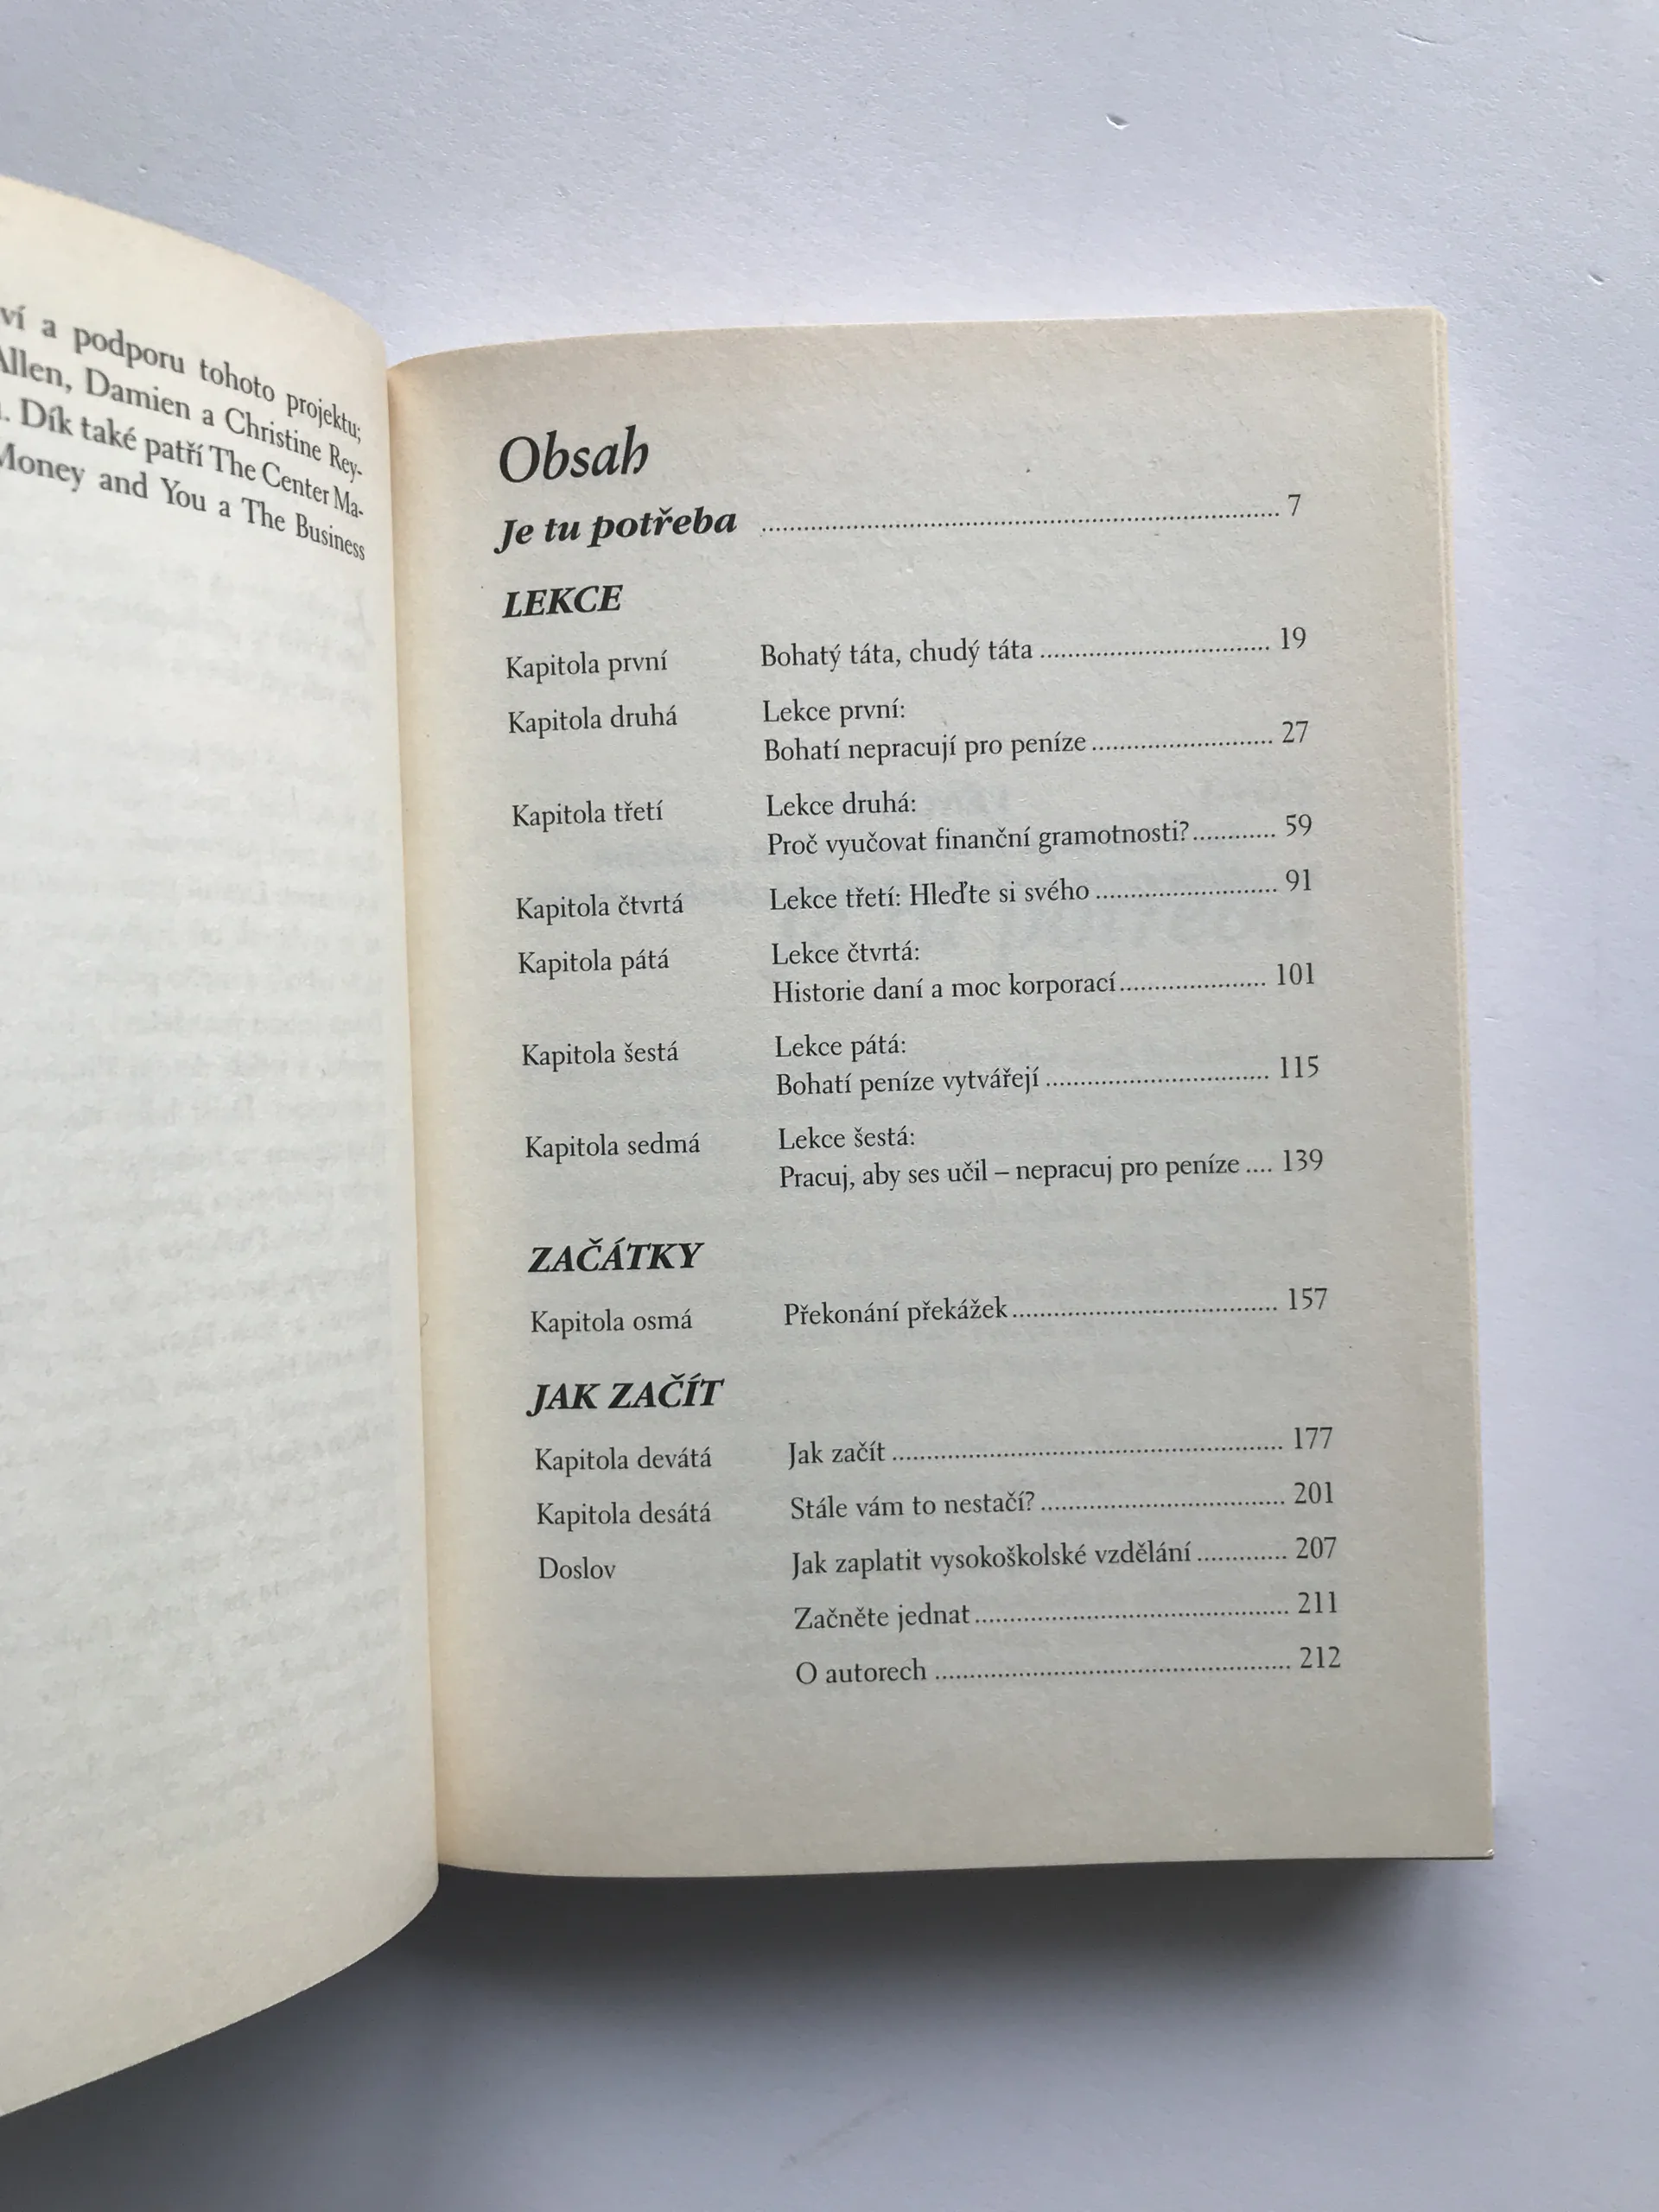 ví a podporu tohoto projektu;
Allen, Damien a Christine Rey-
. Dík také patří The Center Ma-
Money and You a The Business
Obsah
Je tu potřeba ........ 7
LEKCE
Kapitola první Bohatý táta, chudý táta ........ 19
Kapitola druhá Lekce první:
Bohatí nepracují pro peníze ........ 27
Kapitola třetí Lekce druhá:
Proč vyučovat finanční gramotnosti? ........ 59
Kapitola čtvrtá Lekce třetí: Hleďte si svého ........ 91
Kapitola pátá Lekce čtvrtá:
Historie daní a moc korporací ........ 101
Kapitola šestá Lekce pátá:
Bohatí peníze vytvářejí ........ 115
Kapitola sedmá Lekce šestá:
Pracuj, aby ses učil – nepracuj pro peníze .... 139
ZAČÁTKY
Kapitola osmá Překonání překážek ........ 157
JAK ZAČÍT
Kapitola devátá Jak začít ........ 177
Kapitola desátá Stále vám to nestačí? ........ 201
Doslov Jak zaplatit vysokoškolské vzdělání ........ 207
Začněte jednat ........ 211
O autorech ........ 212